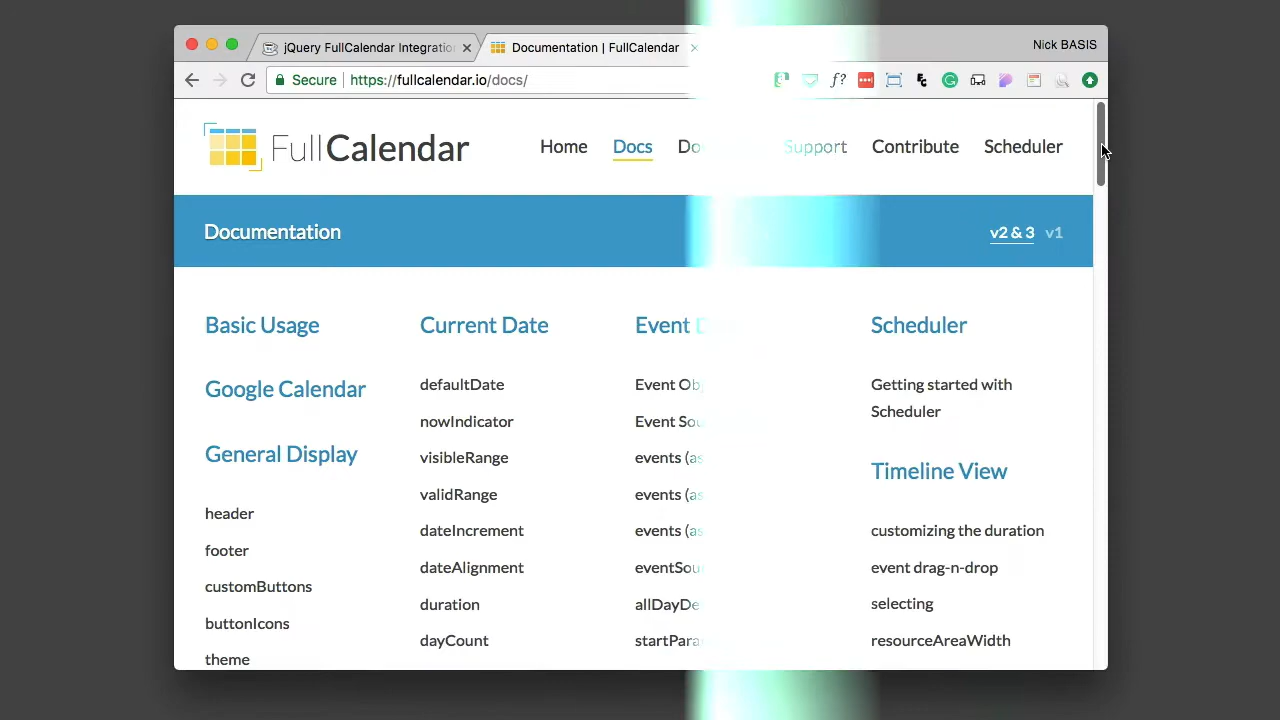 jQuery FullCalendar Integration
Documentation | FullCalendar
Nick BASIS
Secure
https://fullcalendar.io/docs/
f?
FullCalendar
Home
Docs
Support
Contribute
Scheduler
Documentation
v2 & 3
v1
Basic Usage
Google Calendar
General Display
header
footer
customButtons
buttonIcons
theme
Current Date
defaultDate
nowIndicator
visibleRange
validRange
dateIncrement
dateAlignment
duration
dayCount
Event
Event
Event
events
events
events
Scheduler
Getting started with
Scheduler
Timeline View
customizing the duration
event drag-n-drop
selecting
resourceAreaWidth